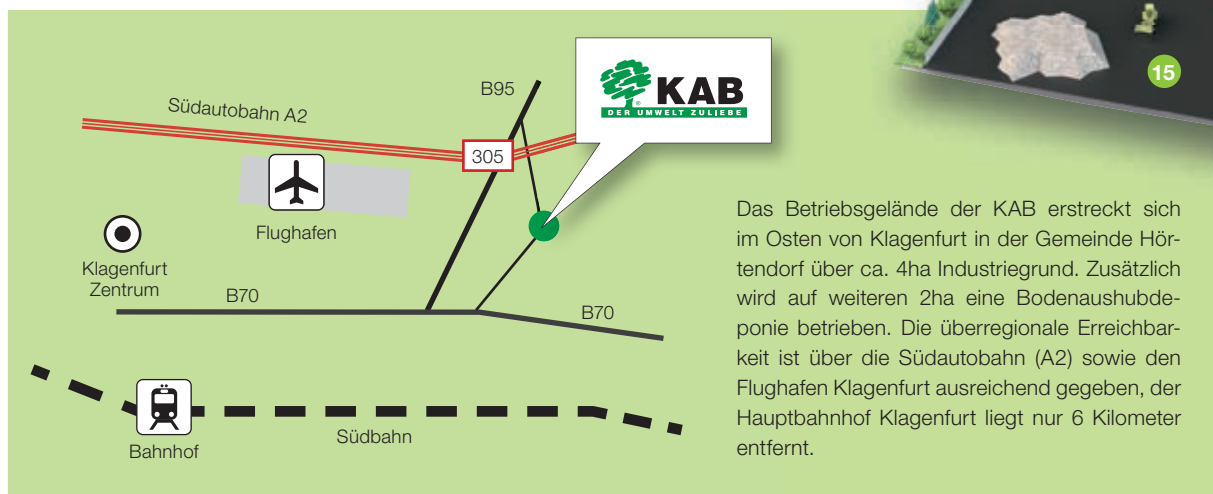 15
B95
Südautobahn A2
KAB
®
DER UMWELT ZULIEBE
305
Flughafen
Klagenfurt
Zentrum
B70
B70
Südbahn
Bahnhof
Das Betriebsgelände der KAB erstreckt sich
im Osten von Klagenfurt in der Gemeinde Hör-
tendorf über ca. 4ha Industriegrund. Zusätzlich
wird auf weiteren 2ha eine Bodenaushubde-
ponie betrieben. Die überregionale Erreichbar-
keit ist über die Südautobahn (A2) sowie den
Flughafen Klagenfurt ausreichend gegeben, der
Hauptbahnhof Klagenfurt liegt nur 6 Kilometer
entfernt.